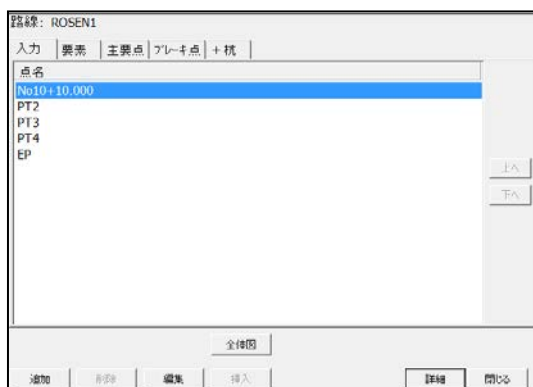 路線: ROSEN1
入力 要素 主要点 ブレーキ点 +杭
点名
No10+10.000
PT2
PT3
PT4
EP
上へ
下へ
全体図
追加 削除 編集 挿入 詳細 閉じる